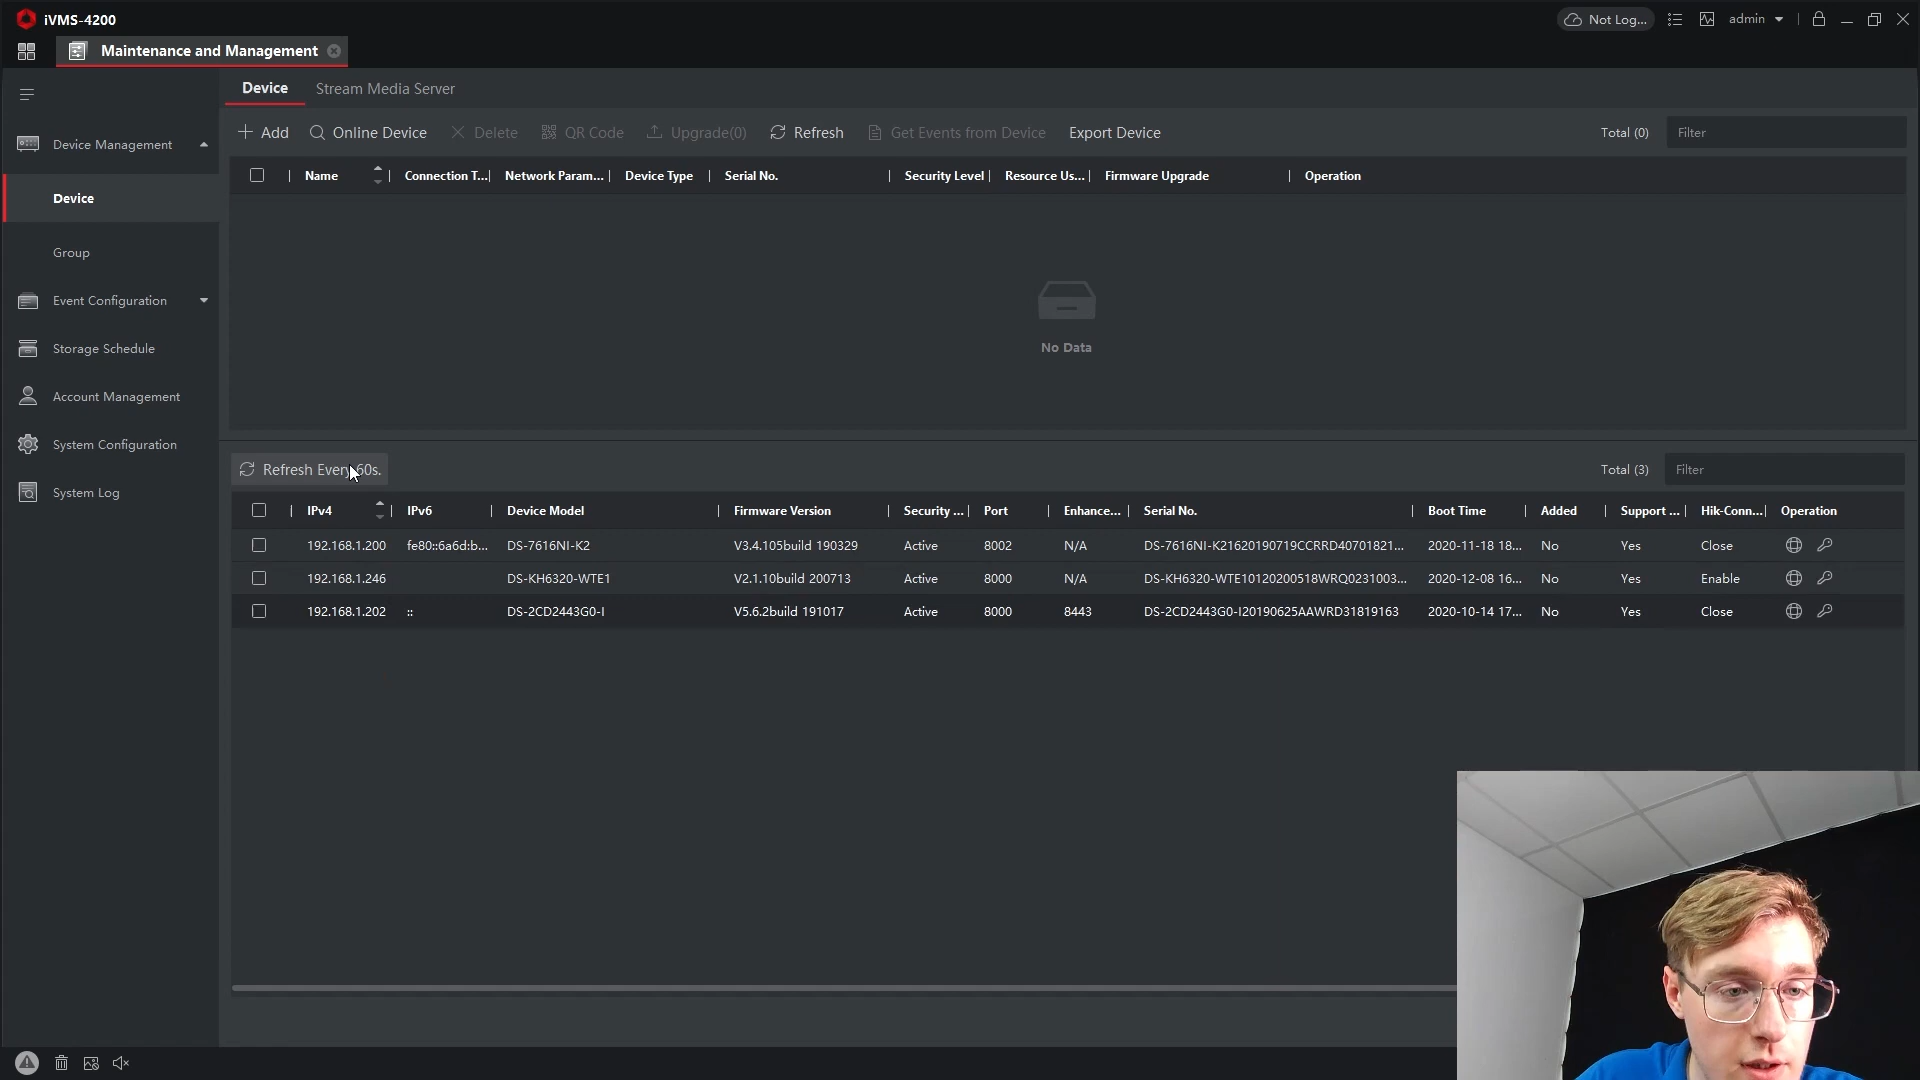 iVMS-4200
Not Log...
admin
Maintenance and Management
Device
Stream Media Server
Device Management
Device
Group
Event Configuration
Storage Schedule
Account Management
System Configuration
System Log
Add
Online Device
Delete
QR Code
Upgrade(0)
Refresh
Get Events from Device
Export Device
Total (0)
Filter
Name Connection T... Network Param... Device Type Serial No. Security Level Resource Us... Firmware Upgrade Operation
No Data
Refresh Every 60s.
Total (3)
Filter
IPv4 IPv6 Device Model Firmware Version Security ... Port Enhance... Serial No. Boot Time Added Support ... Hik-Conn... Operation
192.168.1.200 fe80::6a6d:b... DS-7616NI-K2 V3.4.105build 190329 Active 8002 N/A DS-7616NI-K21620190719CCRRD40701821... 2020-11-18 18... No Yes Close
192.168.1.246 DS-KH6320-WTE1 V2.1.10build 200713 Active 8000 N/A DS-KH6320-WTE10120200518WRQ0231003... 2020-12-08 16... No Yes Enable
192.168.1.202 :: DS-2CD2443G0-I V5.6.2build 191017 Active 8000 8443 DS-2CD2443G0-I20190625AAWRD31819163 2020-10-14 17... No Yes Close